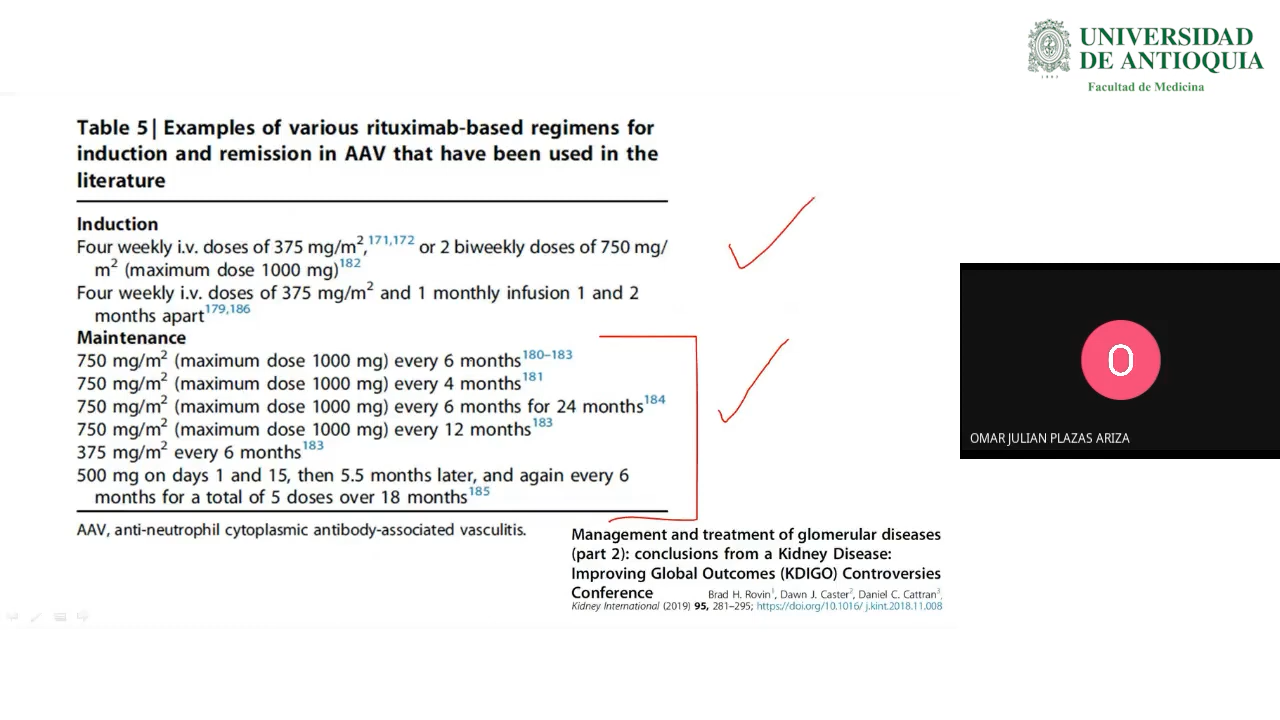 UNIVERSIDAD
DE ANTIOQUIA
1803
Facultad de Medicina
Table 5| Examples of various rituximab-based regimens for
induction and remission in AAV that have been used in the
literature
Induction
Four weekly i.v. doses of 375 mg/m2,171,172 or 2 biweekly doses of 750 mg/
m2 (maximum dose 1000 mg)182
Four weekly i.v. doses of 375 mg/m2 and 1 monthly infusion 1 and 2
months apart179,186
Maintenance
750 mg/m2 (maximum dose 1000 mg) every 6 months180–183
750 mg/m2 (maximum dose 1000 mg) every 4 months181
750 mg/m2 (maximum dose 1000 mg) every 6 months for 24 months184
750 mg/m2 (maximum dose 1000 mg) every 12 months183
375 mg/m2 every 6 months183
500 mg on days 1 and 15, then 5.5 months later, and again every 6
months for a total of 5 doses over 18 months185
AAV, anti-neutrophil cytoplasmic antibody-associated vasculitis.
Management and treatment of glomerular diseases
(part 2): conclusions from a Kidney Disease:
Improving Global Outcomes (KDIGO) Controversies
Conference Brad H. Rovin1, Dawn J. Caster2, Daniel C. Cattran3,
Kidney International (2019) 95, 281–295; https://doi.org/10.1016/ j.kint.2018.11.008
O
OMAR JULIAN PLAZAS ARIZA